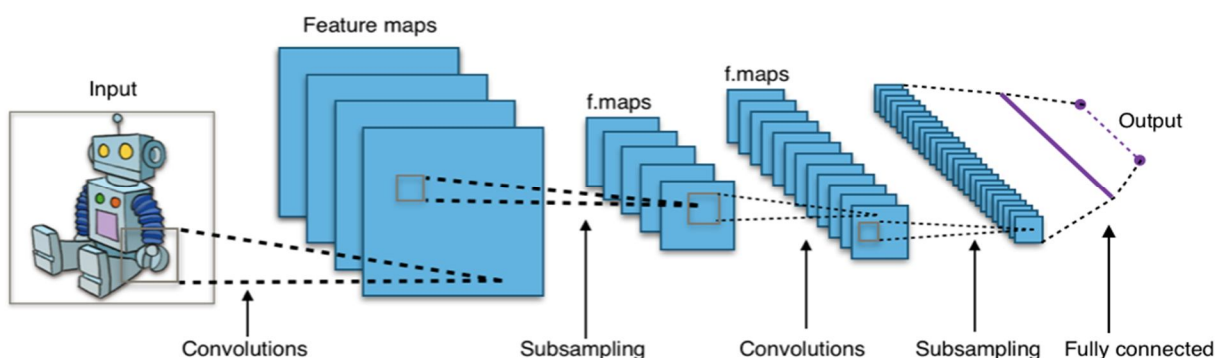 Feature maps
Input
f.maps
f.maps
Output
Convolutions
Subsampling
Convolutions
Subsampling
Fully connected